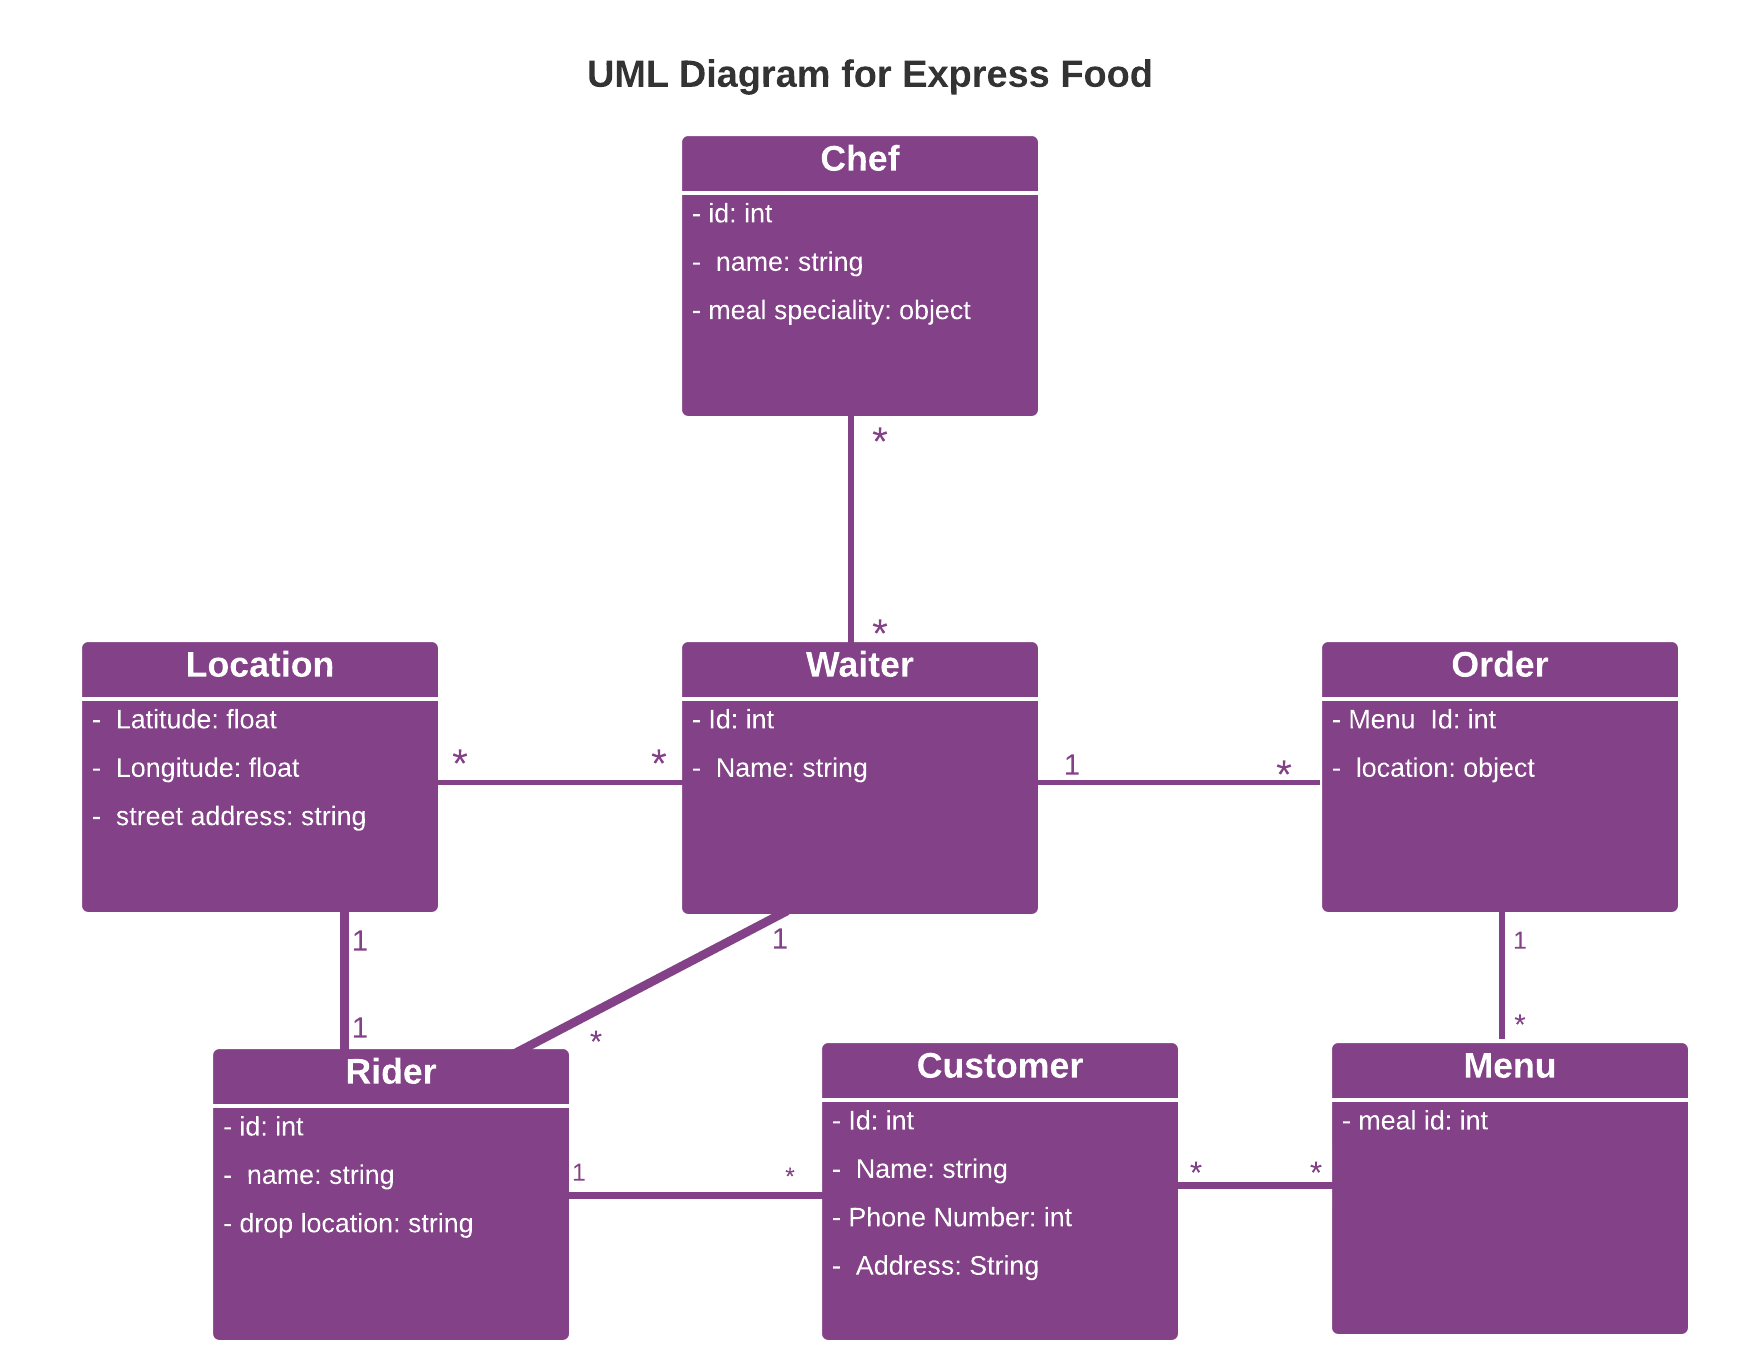 UML Diagram for Express Food
Chef
- id: int
- name: string
- meal speciality: object
*
*
Location
- Latitude: float
- Longitude: float
- street address: string
*
*
Waiter
- Id: int
- Name: string
1
*
Order
- Menu Id: int
- location: object
1
1
1
*
1
*
Rider
- id: int
- name: string
- drop location: string
1
*
Customer
- Id: int
- Name: string
- Phone Number: int
- Address: String
*
*
Menu
- meal id: int